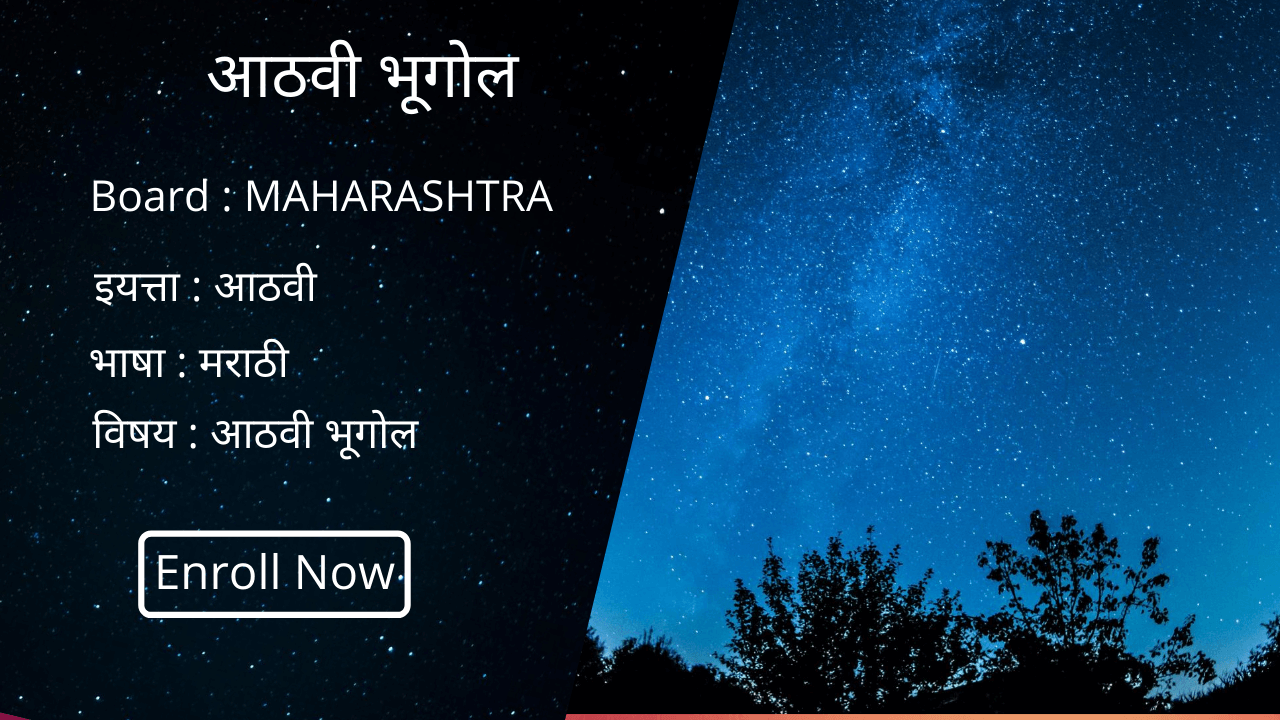 आठवी भूगोल
Board : MAHARASHTRA
इयत्ता : आठवी
भाषा : मराठी
विषय : आठवी भूगोल
Enroll Now